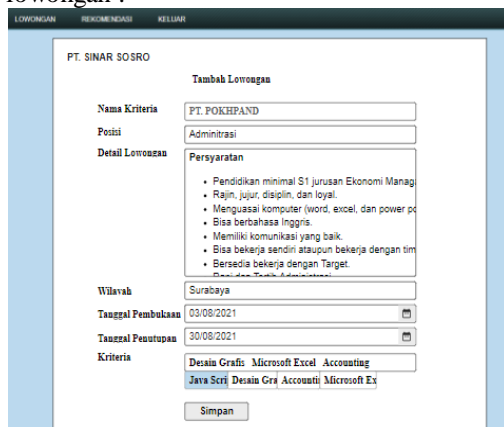 lowongan .
LOWONGAN REKOMENDASI KELUAR
PT. SINAR SOSRO
Tambah Lowongan
Nama Kriteria PT. POKHPAND
Posisi Adminitrasi
Detail Lowongan Persyaratan
• Pendidikan minimal S1 jurusan Ekonomi Manag
• Rajin, jujur, disiplin, dan loyal.
• Menguasai komputer (word, excel, dan power po
• Bisa berbahasa Inggris.
• Memiliki komunikasi yang baik.
• Bisa bekerja sendiri ataupun bekerja dengan tim
• Bersedia bekerja dengan Target.
Wilayah Surabaya
Tanggal Pembukaan 03/08/2021
Tanggal Penutupan 30/08/2021
Kriteria Desain Grafis Microsoft Excel Accounting
Java Scri Desain Gra Accounti Microsoft Ex
Simpan